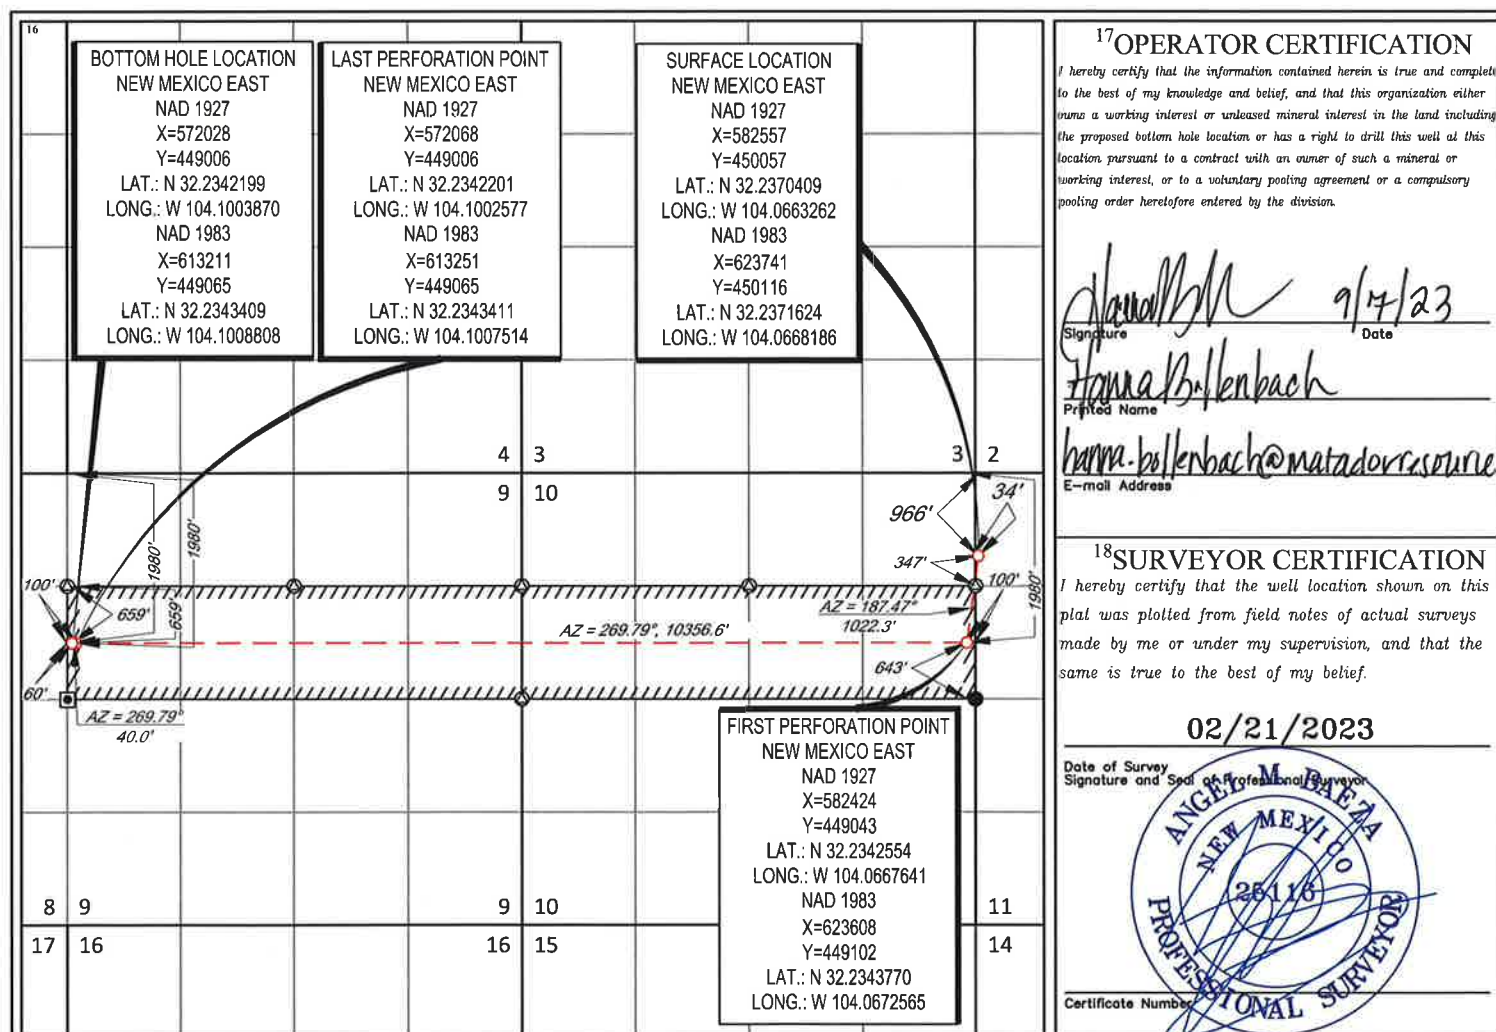 16
BOTTOM HOLE LOCATION
NEW MEXICO EAST
NAD 1927
X=572028
Y=449006
LAT.: N 32.2342199
LONG.: W 104.1003870
NAD 1983
X=613211
Y=449065
LAT.: N 32.2343409
LONG.: W 104.1008808
LAST PERFORATION POINT
NEW MEXICO EAST
NAD 1927
X=572068
Y=449006
LAT.: N 32.2342201
LONG.: W 104.1002577
NAD 1983
X=613251
Y=449065
LAT.: N 32.2343411
LONG.: W 104.1007514
SURFACE LOCATION
NEW MEXICO EAST
NAD 1927
X=582557
Y=450057
LAT.: N 32.2370409
LONG.: W 104.0663262
NAD 1983
X=623741
Y=450116
LAT.: N 32.2371624
LONG.: W 104.0668186
4 3
3 2
9 10
966'
34'
347'
1980'
1980'
1980'
100'
100'
659'
659'
AZ = 187.47°
1022.3'
AZ = 269.79°, 10356.6'
643'
60'
AZ = 269.79°
40.0'
FIRST PERFORATION POINT
NEW MEXICO EAST
NAD 1927
X=582424
Y=449043
LAT.: N 32.2342554
LONG.: W 104.0667641
NAD 1983
X=623608
Y=449102
LAT.: N 32.2343770
LONG.: W 104.0672565
8 9
9 10
11
17 16
16 15
14
17 OPERATOR CERTIFICATION
I hereby certify that the information contained herein is true and complete
to the best of my knowledge and belief, and that this organization either
owns a working interest or unleased mineral interest in the land including
the proposed bottom hole location or has a right to drill this well at this
location pursuant to a contract with an owner of such a mineral or
working interest, or to a voluntary pooling agreement or a compulsory
pooling order heretofore entered by the division.
9/7/23
Signature
Date
Hanna Bollenbach
Printed Name
hanna.bollenbach@matadorresource
E-mail Address
18 SURVEYOR CERTIFICATION
I hereby certify that the well location shown on this
plat was plotted from field notes of actual surveys
made by me or under my supervision, and that the
same is true to the best of my belief.
02/21/2023
Date of Survey
Signature and Seal of Professional Surveyor
ANGEL M. BAEZA
NEW MEXICO
25116
PROFESSIONAL SURVEYOR
Certificate Number